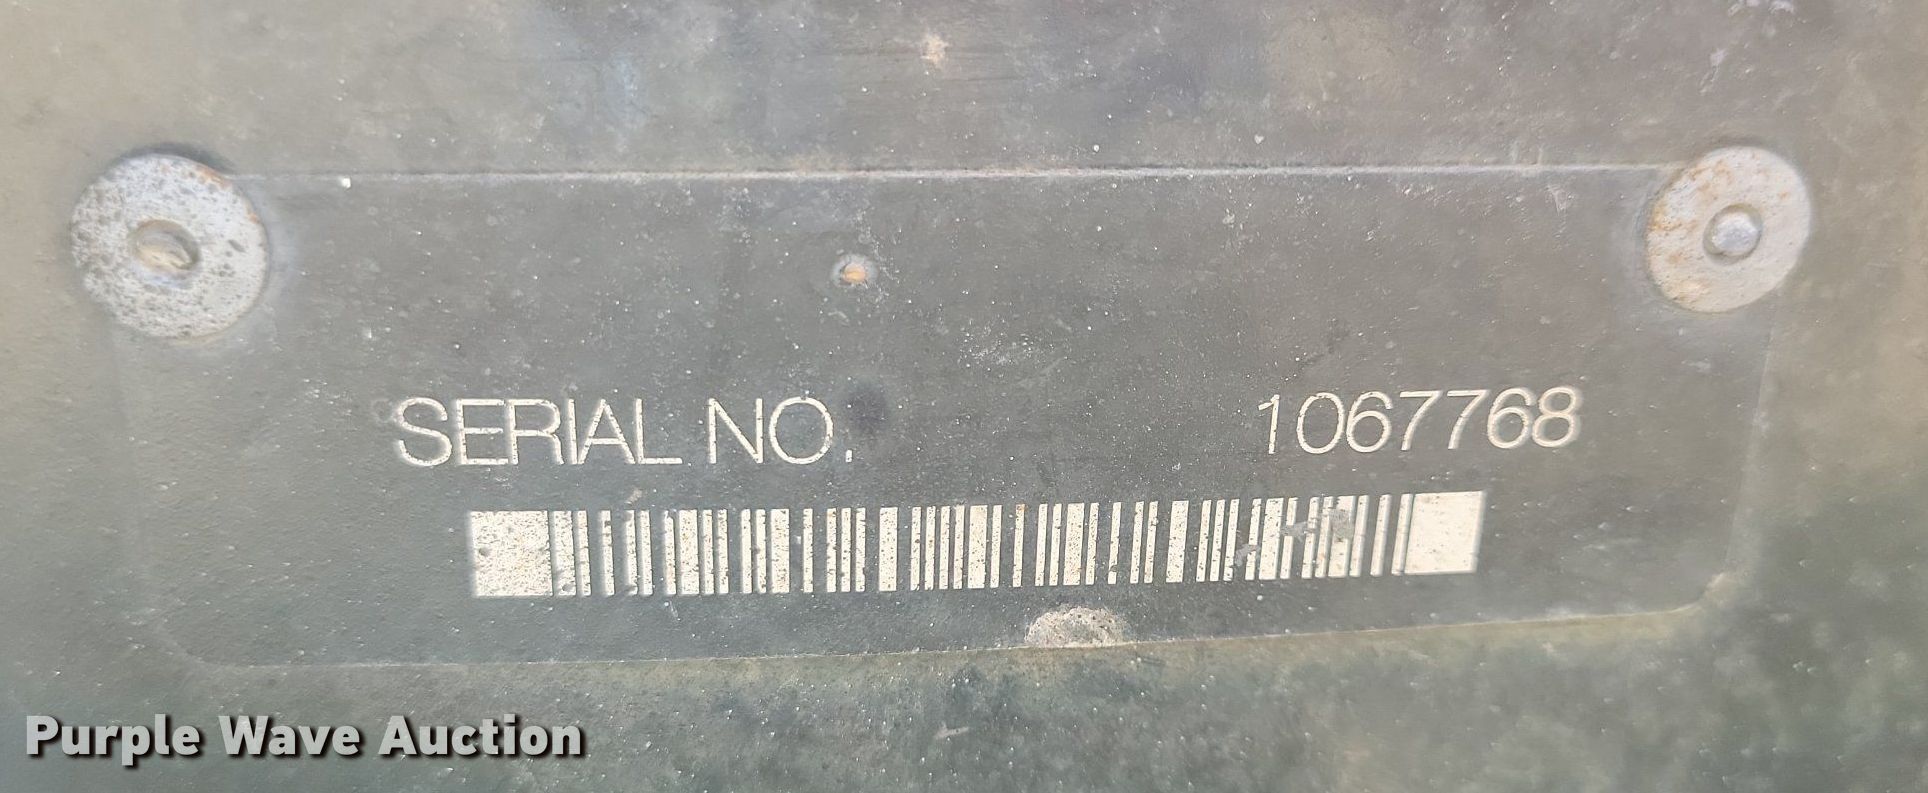 SERIAL NO. 1067768
Purple Wave Auction